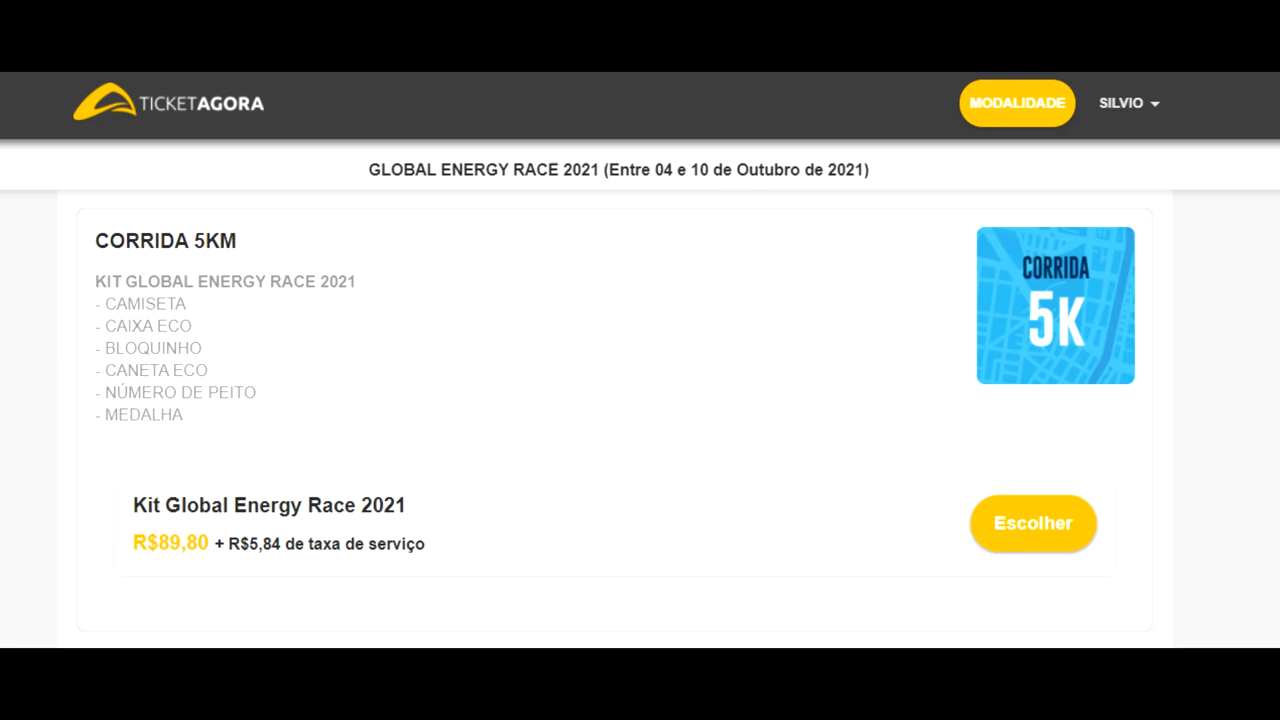 TICKETAGORA
MODALIDADE
SILVIO
GLOBAL ENERGY RACE 2021 (Entre 04 e 10 de Outubro de 2021)
CORRIDA 5KM
KIT GLOBAL ENERGY RACE 2021
- CAMISETA
- CAIXA ECO
- BLOQUINHO
- CANETA ECO
- NÚMERO DE PEITO
- MEDALHA
CORRIDA
5K
Kit Global Energy Race 2021
R$89,80 + R$5,84 de taxa de serviço
Escolher